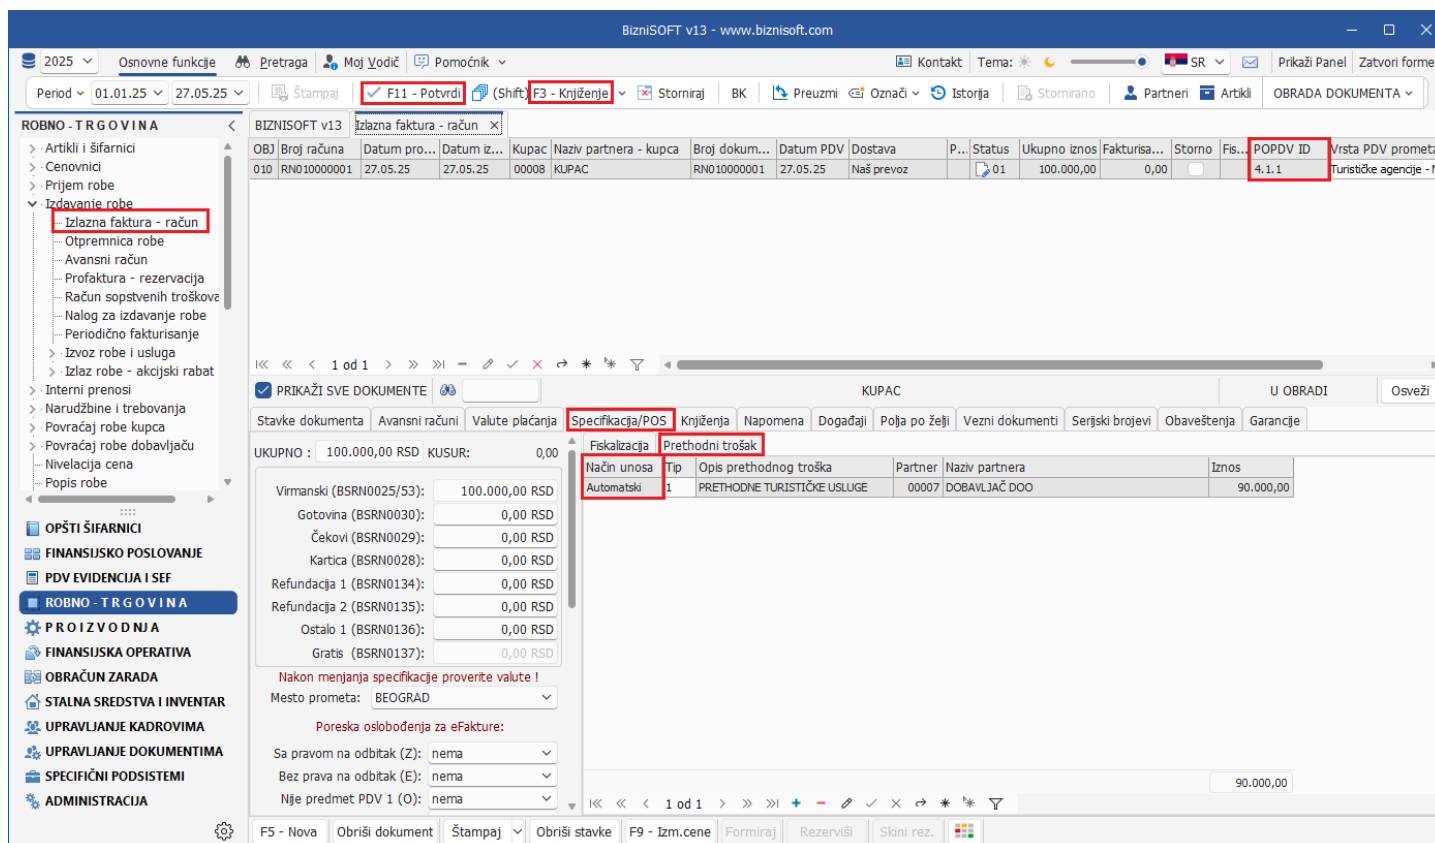 BizniSOFT v13 - www.biznisoft.com
2025 Osnovne funkcije Pretraga Moj Vodič Pomoćnik Kontakt Tema: SR Prikaži Panel Zatvori forme
Period 01.01.25 27.05.25 Štampaj F11 - Potvrdi (Shift) F3 - Knjiženje Storniraj BK Preuzmi Označi Istorija Stornirano Partneri Artikli OBRADA DOKUMENTA
ROBNO - T R G O V I N A
BIZNISOFT v13 Izlazna faktura - račun
Artikli i šifarnici
Cenovnici
Prijem robe
Izdavanje robe
Izlazna faktura - račun
Otpremnica robe
Avansni račun
Profaktura - rezervacija
Račun sopstvenih troškova
Nalog za izdavanje robe
Periodično fakturisanje
Izvoz robe i usluga
Izlaz robe - akcijski rabat
Interni prenosi
Narudžbine i trebovanja
Povraćaj robe kupca
Povraćaj robe dobavljaču
Nivelacija cena
Popis robe
OPŠTI ŠIFARNICI
FINANSIJSKO POSLOVANJE
PDV EVIDENCIJA I SEF
ROBNO - T R G O V I N A
P R O I Z V O D NJ A
FINANSIJSKA OPERATIVA
OBRAČUN ZARADA
STALNA SREDSTVA I INVENTAR
UPRAVLJANJE KADROVIMA
UPRAVLJANJE DOKUMENTIMA
SPECIFIČNI PODSISTEMI
ADMINISTRACIJA
OBJ Broj računa Datum pro... Datum iz... Kupac Naziv partnera - kupca Broj dokum... Datum PDV Dostava P... Status Ukupno iznos Fakturisa... Storno Fis... POPDV ID Vrsta PDV prometa
010 RN010000001 27.05.25 27.05.25 00008 KUPAC RN010000001 27.05.25 Naš prevoz 01 100.000,00 0,00 4.1.1 Turističke agencije - N
1 od 1
PRIKAŽI SVE DOKUMENTE KUPAC U OBRADI Osveži
Stavke dokumenta Avansni računi Valute plaćanja Specifikacija/POS Knjiženja Napomena Događaji Polja po želji Vezni dokumenti Serijski brojevi Obaveštenja Garancije
UKUPNO : 100.000,00 RSD KUSUR: 0,00
Virmanski (BSRN0025/53): 100.000,00 RSD
Gotovina (BSRN0030): 0,00 RSD
Čekovi (BSRN0029): 0,00 RSD
Kartica (BSRN0028): 0,00 RSD
Refundacija 1 (BSRN0134): 0,00 RSD
Refundacija 2 (BSRN0135): 0,00 RSD
Ostalo 1 (BSRN0136): 0,00 RSD
Gratis (BSRN0137): 0,00 RSD
Nakon menjanja specifikacije proverite valute !
Mesto prometa: BEOGRAD
Poreska oslobođenja za eFakture:
Sa pravom na odbitak (Z): nema
Bez prava na odbitak (E): nema
Nije predmet PDV 1 (O): nema
Fiskalizacija Prethodni trošak
Način unosa Tip Opis prethodnog troška Partner Naziv partnera Iznos
Automatski 1 PRETHODNE TURISTIČKE USLUGE 00007 DOBAVLJAČ DOO 90.000,00
90.000,00
1 od 1
F5 - Nova Obriši dokument Štampaj Obriši stavke F9 - Izm.cene Formiraj Rezerviši Skini rez.